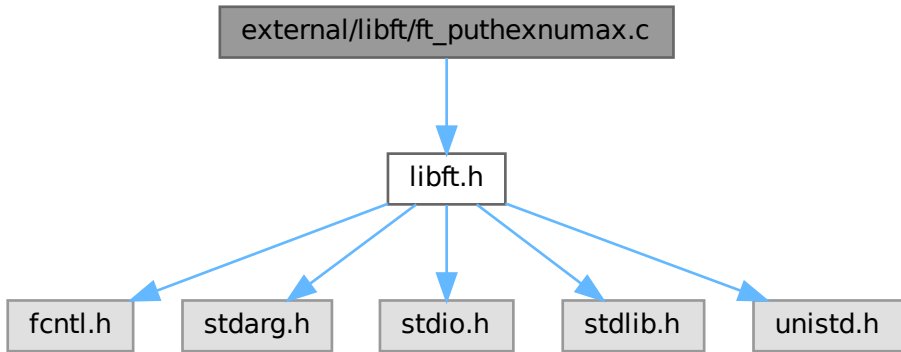 external/libft/ft_puthexnumax.c
libft.h
fcntl.h
stdarg.h
stdio.h
stdlib.h
unistd.h